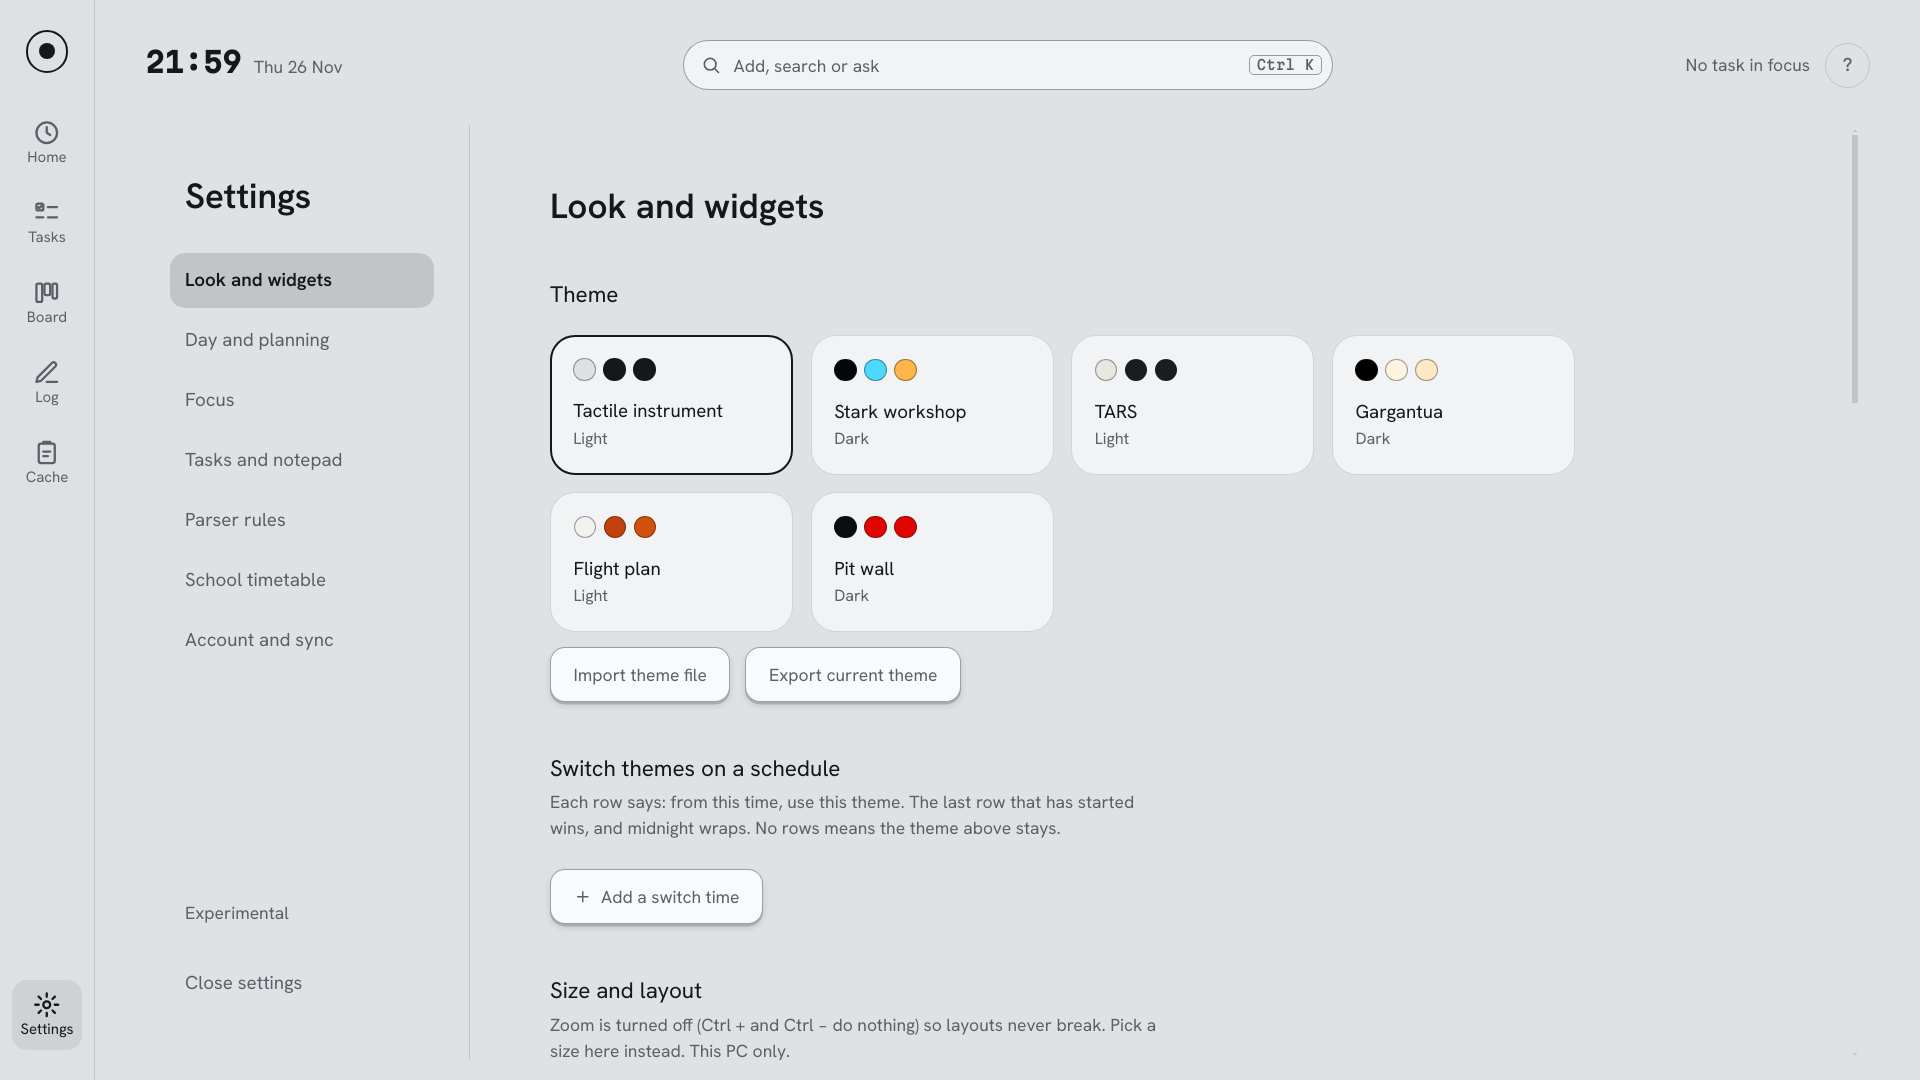 21:59 Thu 26 Nov
Add, search or ask
Ctrl K
No task in focus
?
Home
Tasks
Board
Log
Cache
Settings
Settings
Look and widgets
Day and planning
Focus
Tasks and notepad
Parser rules
School timetable
Account and sync
Experimental
Close settings
Look and widgets
Theme
Tactile instrument
Light
Stark workshop
Dark
TARS
Light
Gargantua
Dark
Flight plan
Light
Pit wall
Dark
Import theme file
Export current theme
Switch themes on a schedule
Each row says: from this time, use this theme. The last row that has started
wins, and midnight wraps. No rows means the theme above stays.
+ Add a switch time
Size and layout
Zoom is turned off (Ctrl + and Ctrl − do nothing) so layouts never break. Pick a
size here instead. This PC only.